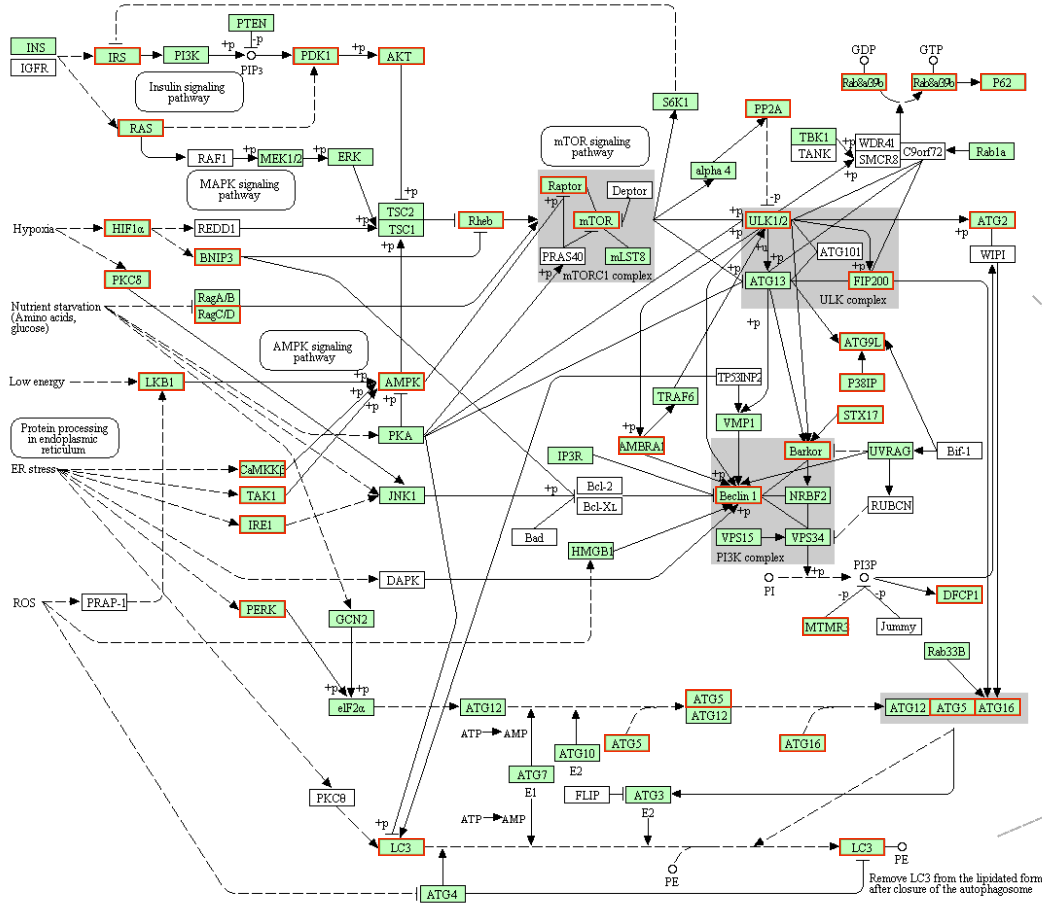 PTEN
INS
IGFR
IRS
PI3K
+p
-p
PIP3
PDK1
+p
AKT
Insulin signaling
pathway
RAS
RAF1
+p
MEK1/2
+p
ERK
MAPK signaling
pathway
+p
+p
TSC2
TSC1
+p
Hypoxia
HIF1α
REDD1
BNIP3
PKCδ
Rheb
RagA/B
RagC/D
Nutrient starvation
(Amino acids,
glucose)
S6K1
mTOR signaling
pathway
Raptor
+p
Deptor
mTOR
PRAS40
+p
mLST8
mTORC1 complex
PP2A
alpha 4
+p
-p
GDP
GTP
Rab8a/39b
Rab8a/39b
P62
TBK1
TANK
+p
+p
WDR41
SMCR8
C9orf72
Rab1a
+p
+p
ULK1/2
+u
+p
ATG101
+p
+p
ATG13
FIP200
ULK complex
ATG2
+p
WIPI
+p
AMPK signaling
pathway
Low energy
LKB1
+p
+p
+p
AMPK
PKA
ATG9L
P38IP
STX17
TP53INP2
TRAF6
VMP1
+p
AMBRA1
Protein processing
in endoplasmic
reticulum
ER stress
CaMKKβ
TAK1
IRE1
JNK1
+p
Bcl-2
Bcl-XL
Bad
IP3R
HMGB1
Barkor
UVRAG
Bif-1
+p
Beclin 1
+p
NRBF2
RUBCN
VPS15
VPS34
PI3K complex
DAPK
ROS
PRAP-1
PERK
GCN2
PI
+p
PI3P
-p
-p
DFCP1
MTMR3
Jummy
Rab33B
+p
+p
eIF2α
ATG12
ATG5
ATG12
ATG12
ATG5
ATG16
ATP
AMP
ATG10
E2
ATG5
ATG16
ATG7
E1
PKCθ
FLIP
ATG3
E2
ATP
AMP
+p
LC3
LC3
PE
PE
ATG4
Remove LC3 from the lipidated form
after closure of the autophagosome